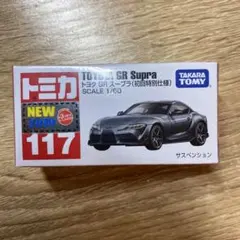 トミカ
TOYOTA GR Supra
トヨタ GR スープラ(初回特別仕様)
SCALE 1/60
TAKARA
TOMY
NEW
117
サスペンション